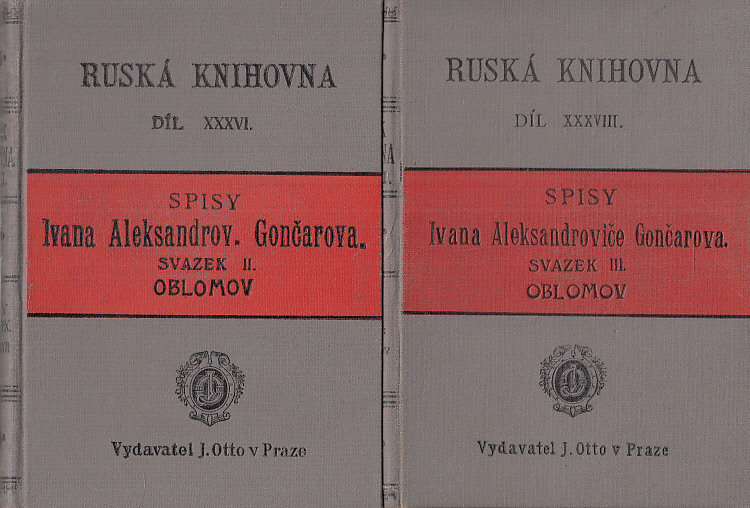 RUSKÁ KNIHOVNA
DÍL XXXVI.
SPISY
Ivana Aleksandrov. Gončarova.
SVAZEK II.
OBLOMOV
Vydavatel J. Otto v Praze
RUSKÁ KNIHOVNA
DÍL XXXVIII.
SPISY
Ivana Aleksandroviče Gončarova.
SVAZEK III.
OBLOMOV
Vydavatel J. Otto v Praze